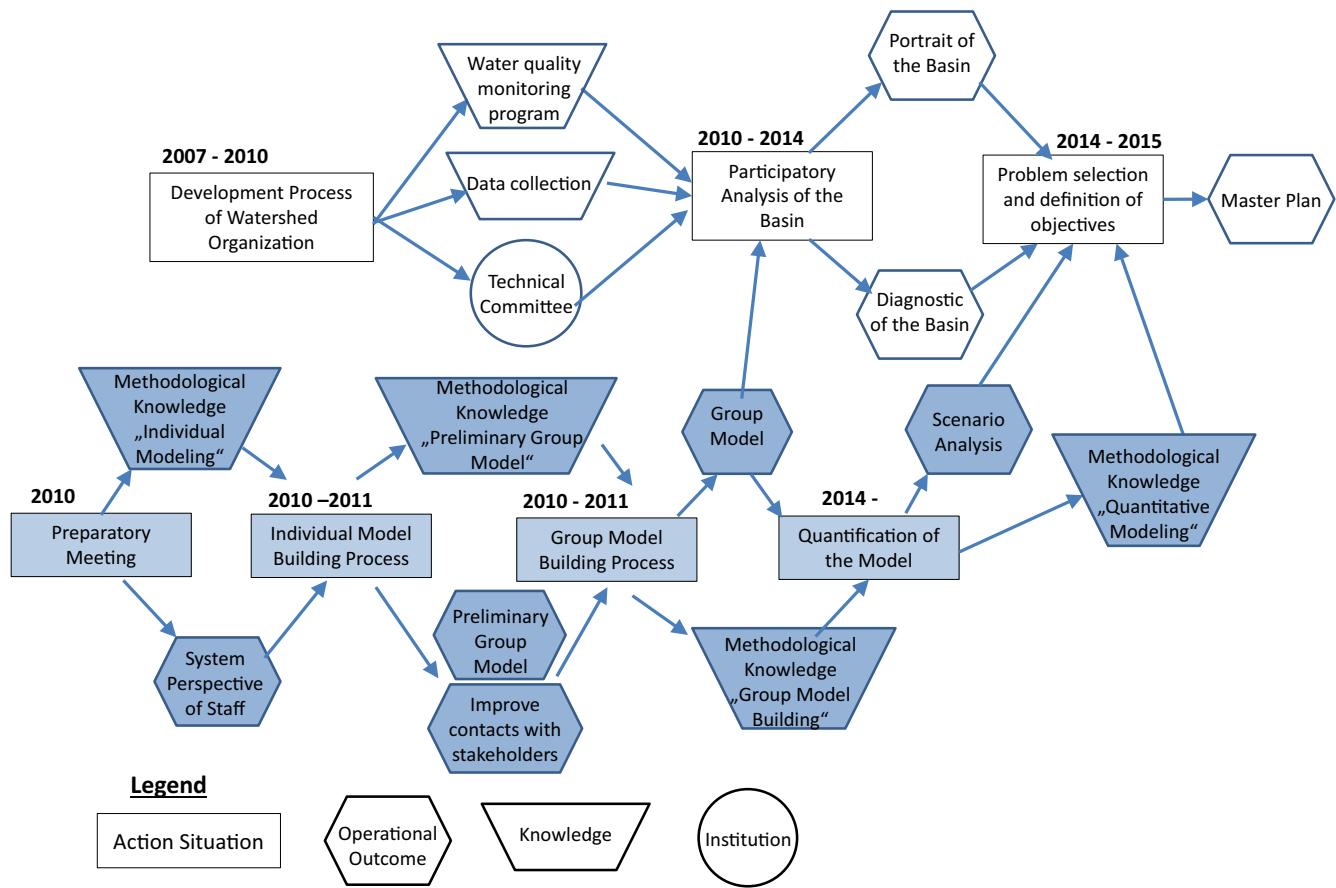 Portrait of
the Basin
Water quality
monitoring
program
2010 - 2014
2014 - 2015
2007 - 2010
Development Process
of Watershed
Organization
Data collection
Participatory
Analysis of the
Basin
Problem selection
and definition of
objectives
Master Plan
Technical
Committee
Diagnostic
of the Basin
Methodological
Knowledge
„Individual
Modeling“
Methodological
Knowledge
„Preliminary Group
Model“
Group
Model
Scenario
Analysis
Methodological
Knowledge
„Quantitative
Modeling“
2010
Preparatory
Meeting
2010 –2011
Individual Model
Building Process
2010 - 2011
Group Model
Building Process
2014 -
Quantification of
the Model
System
Perspective
of Staff
Preliminary
Group
Model
Improve
contacts with
stakeholders
Methodological
Knowledge
„Group Model
Building“
Legend
Action Situation
Operational
Outcome
Knowledge
Institution